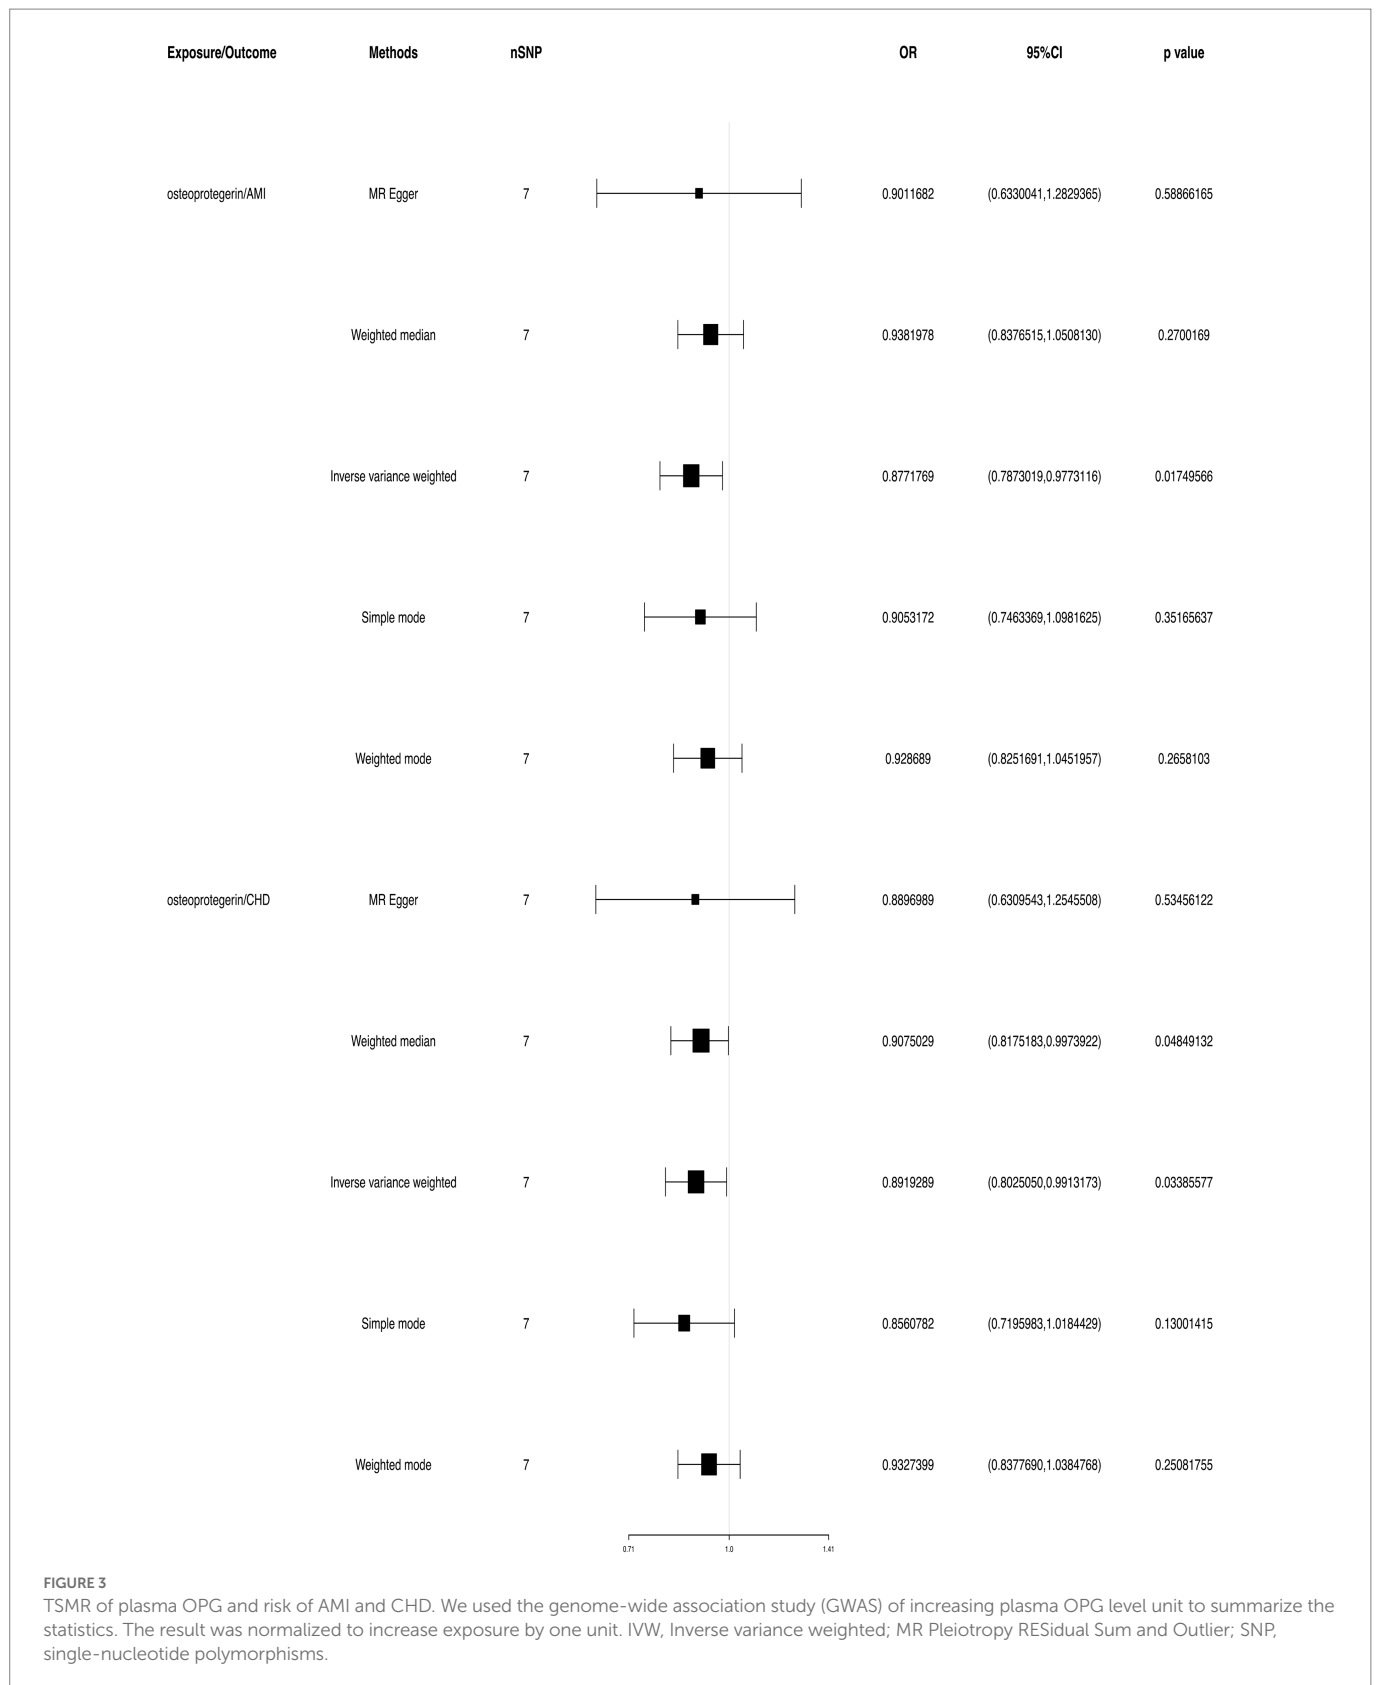 Exposure/Outcome Methods nSNP OR 95%CI p value
osteoprotegerin/AMI MR Egger 7 0.9011682 (0.6330041,1.2829365) 0.58866165
Weighted median 7 0.9381978 (0.8376515,1.0508130) 0.2700169
Inverse variance weighted 7 0.8771769 (0.7873019,0.9773116) 0.01749566
Simple mode 7 0.9053172 (0.7463369,1.0981625) 0.35165637
Weighted mode 7 0.928689 (0.8251691,1.0451957) 0.2658103
osteoprotegerin/CHD MR Egger 7 0.8896989 (0.6309543,1.2545508) 0.53456122
Weighted median 7 0.9075029 (0.8175183,0.9973922) 0.04849132
Inverse variance weighted 7 0.8919289 (0.8025050,0.9913173) 0.03385577
Simple mode 7 0.8560782 (0.7195983,1.0184429) 0.13001415
Weighted mode 7 0.9327399 (0.8377690,1.0384768) 0.25081755
0.71 1.0 1.41
FIGURE 3
TSMR of plasma OPG and risk of AMI and CHD. We used the genome-wide association study (GWAS) of increasing plasma OPG level unit to summarize the
statistics. The result was normalized to increase exposure by one unit. IVW, Inverse variance weighted; MR Pleiotropy RESidual Sum and Outlier; SNP,
single-nucleotide polymorphisms.